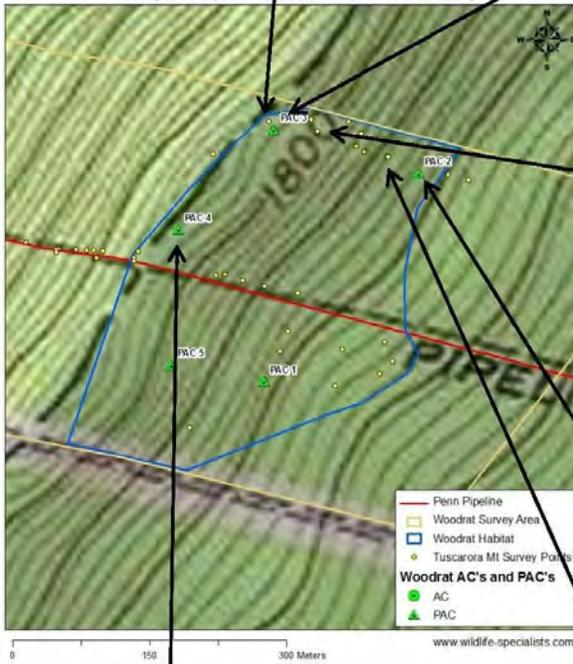 N
W
S
PAC 3
180
PAC 2
PAC 4
PAC 5
PAC 1
Penn Pipeline
Woodrat Survey Area
Woodrat Habitat
Tuscarora Mt Survey Points
Woodrat AC's and PAC's
AC
PAC
www.wildlife-specialists.com
0 150 300 Meters